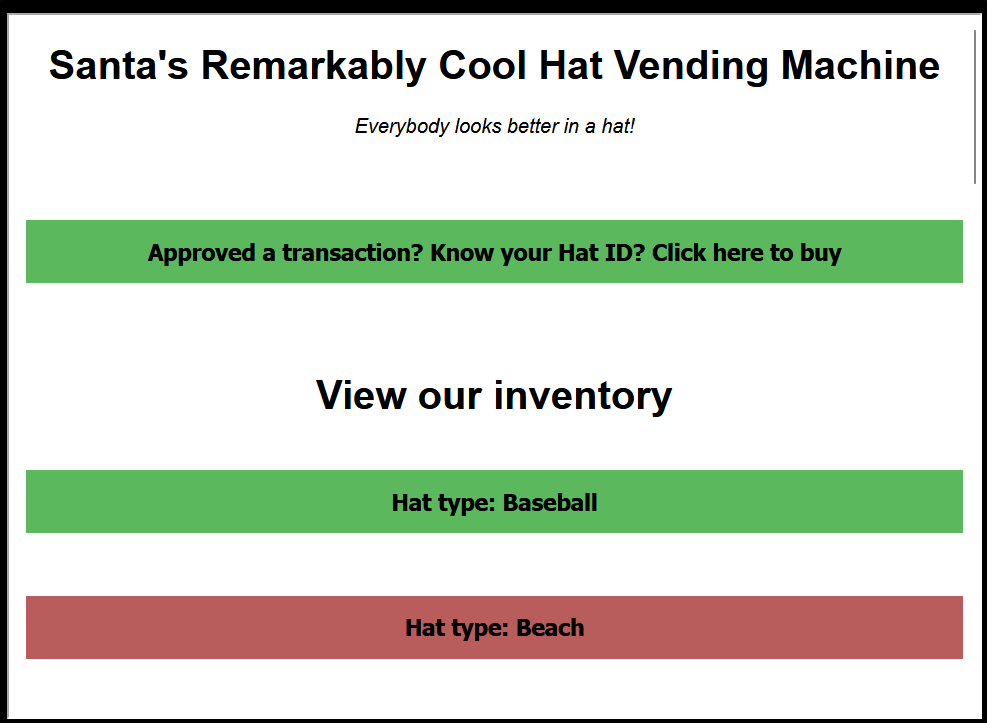 Santa's Remarkably Cool Hat Vending Machine
Everybody looks better in a hat!
Approved a transaction? Know your Hat ID? Click here to buy
View our inventory
Hat type: Baseball
Hat type: Beach